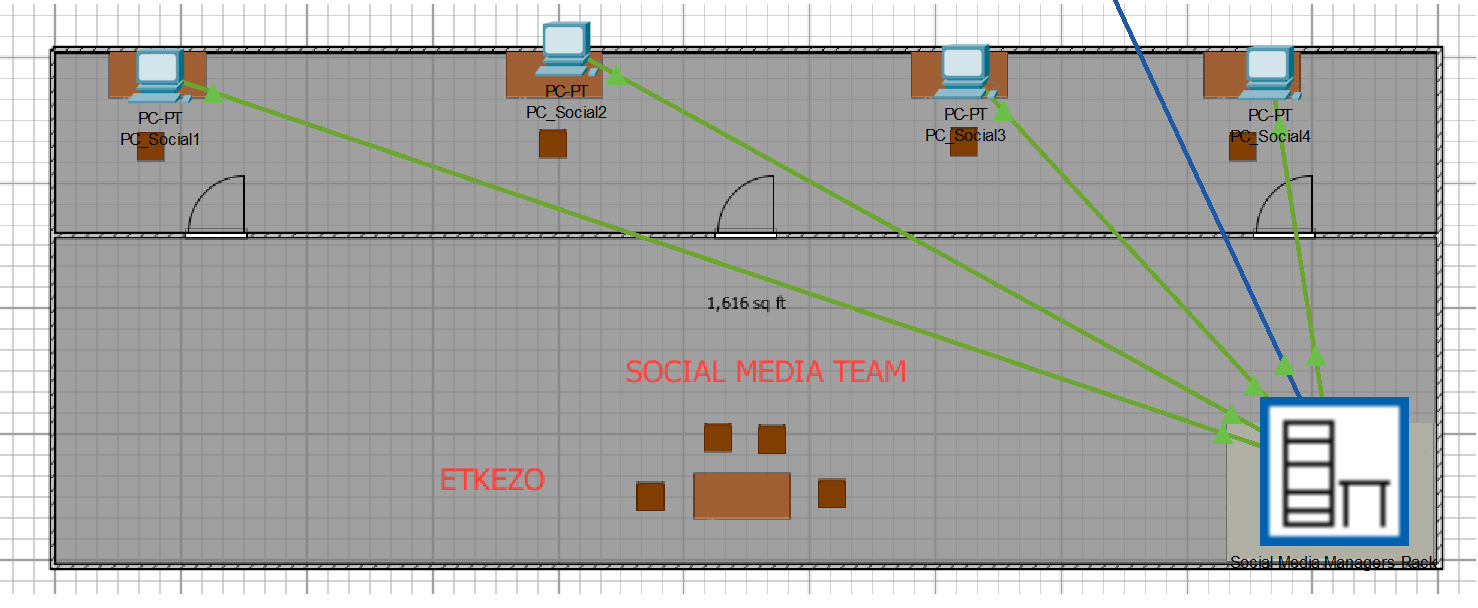 PC-PT
PC_Social1
PC-PT
PC_Social2
PC-PT
PC_Social3
PC-PT
PC_Social4
1,616 sq ft
SOCIAL MEDIA TEAM
ETKEZO
Social Media Managers Rack